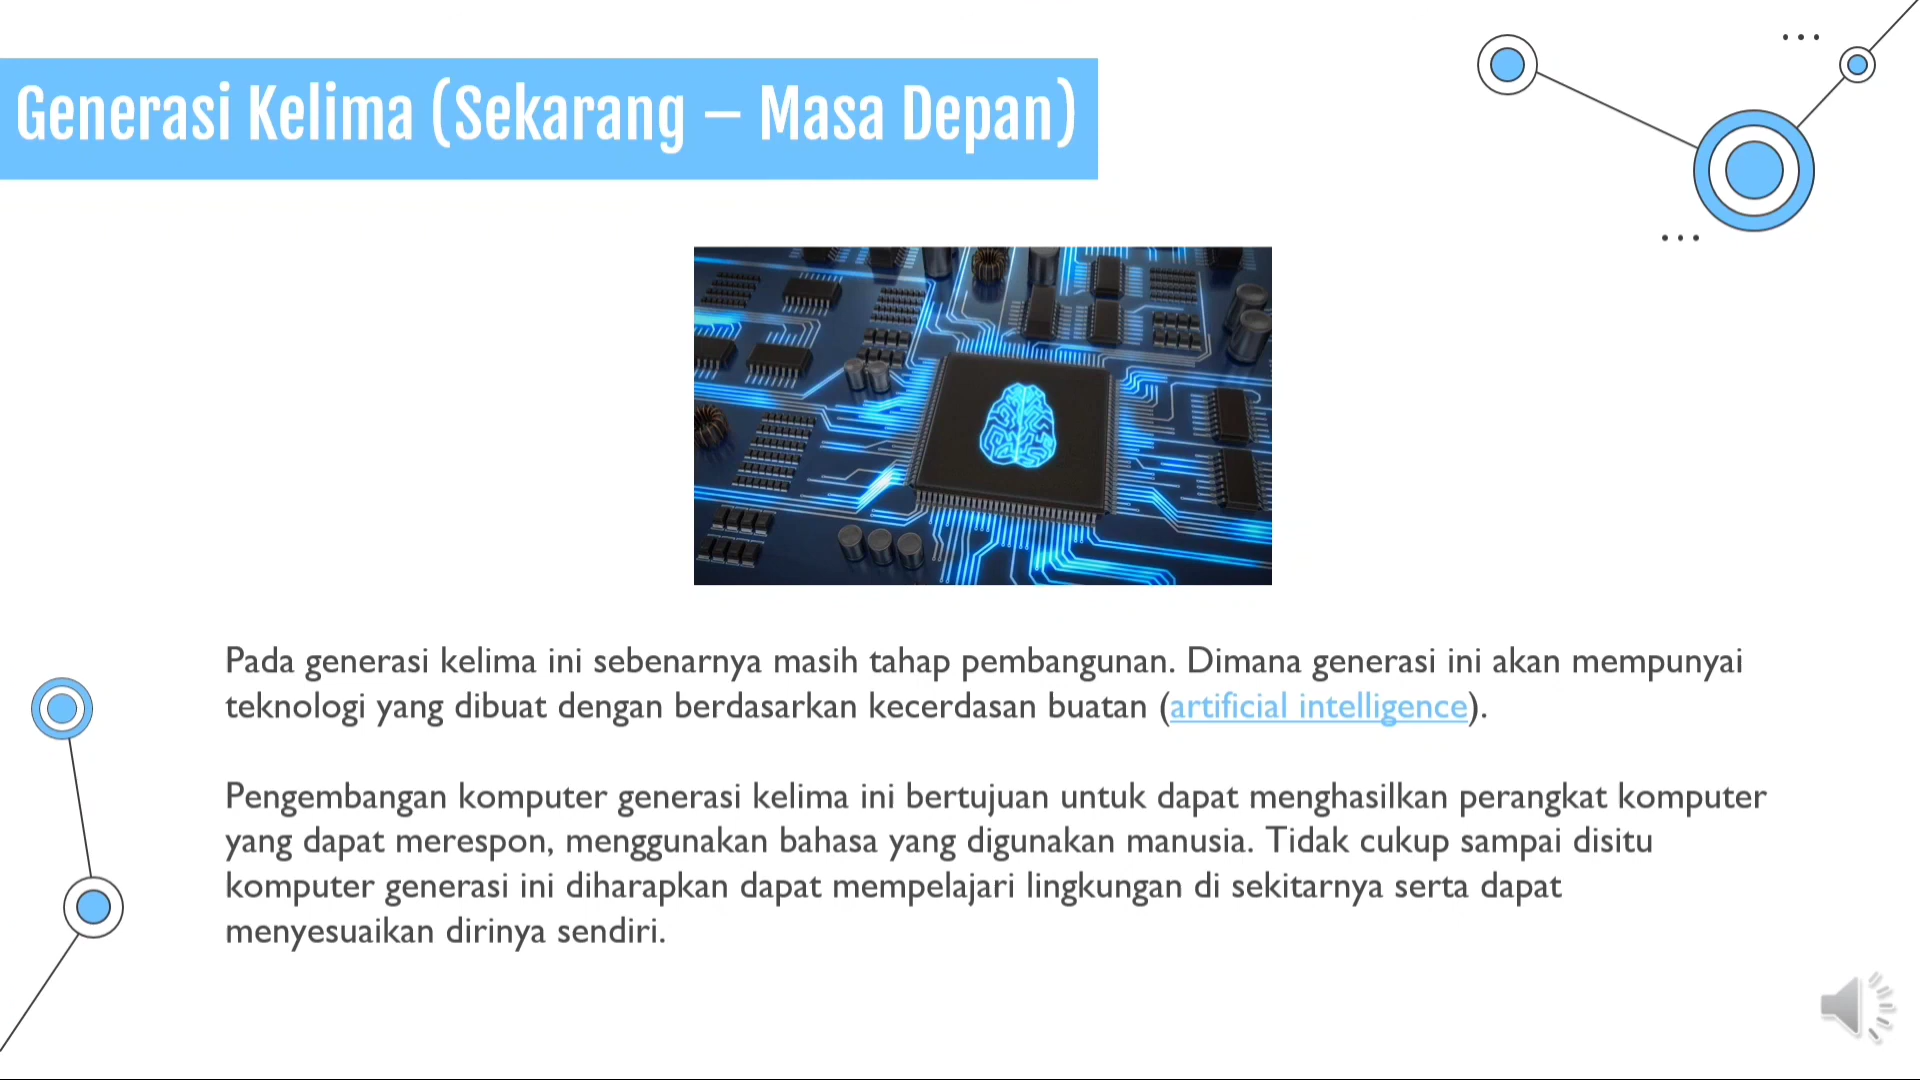 Generasi Kelima (Sekarang – Masa Depan)
Pada generasi kelima ini sebenarnya masih tahap pembangunan. Dimana generasi ini akan mempunyai
teknologi yang dibuat dengan berdasarkan kecerdasan buatan (artificial intelligence).
Pengembangan komputer generasi kelima ini bertujuan untuk dapat menghasilkan perangkat komputer
yang dapat merespon, menggunakan bahasa yang digunakan manusia. Tidak cukup sampai disitu
komputer generasi ini diharapkan dapat mempelajari lingkungan di sekitarnya serta dapat
menyesuaikan dirinya sendiri.